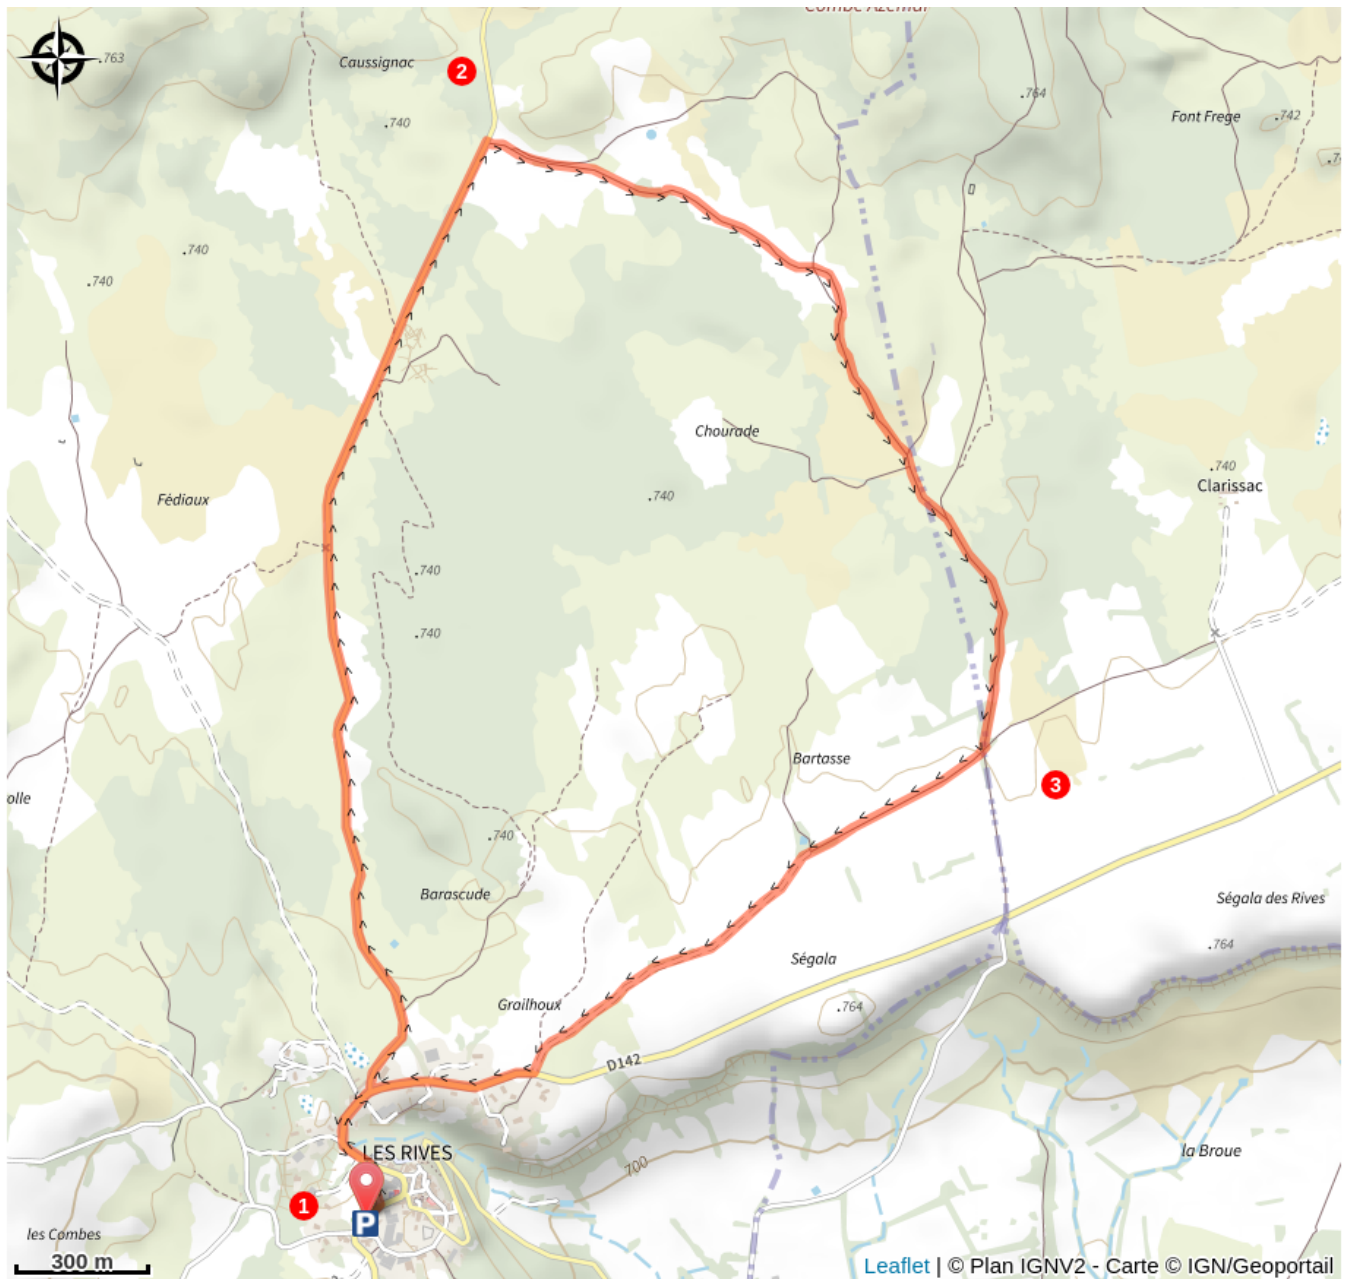 Combe Azémar
.763
Caussignac
2
.764
.740
Font Frege
.742
.740
.740
Chourade
.740
Clarissac
.740
Fédiaux
.740
.740
Bartasse
3
olle
.740
Barascude
Ségala des Rives
.764
Ségala
Grailhoux
.764
D142
LES RIVES
700
la Broue
1
P
les Combes
300 m
Leaflet | © Plan IGNV2 - Carte © IGN/Geoportail